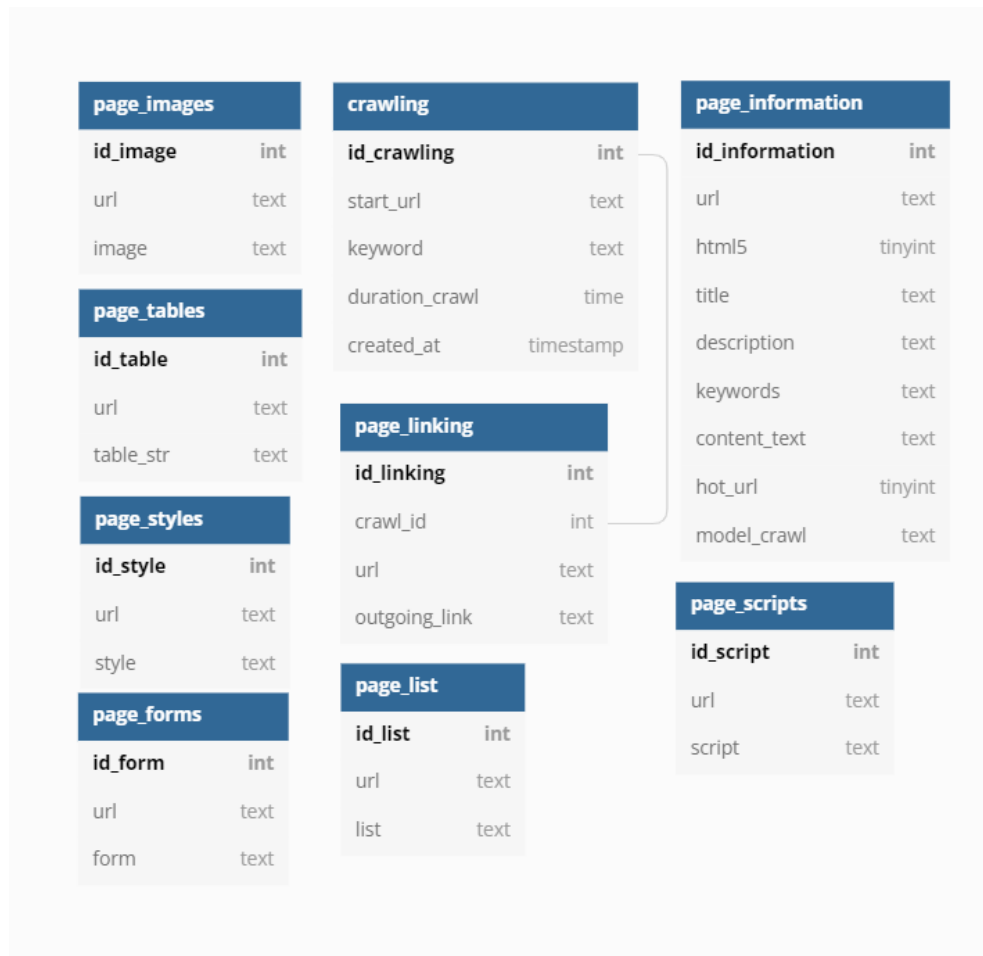 page_images
id_image int
url text
image text
page_tables
id_table int
url text
table_str text
page_styles
id_style int
url text
style text
page_forms
id_form int
url text
form text
crawling
id_crawling int
start_url text
keyword text
duration_crawl time
created_at timestamp
page_linking
id_linking int
crawl_id int
url text
outgoing_link text
page_list
id_list int
url text
list text
page_information
id_information int
url text
html5 tinyint
title text
description text
keywords text
content_text text
hot_url tinyint
model_crawl text
page_scripts
id_script int
url text
script text